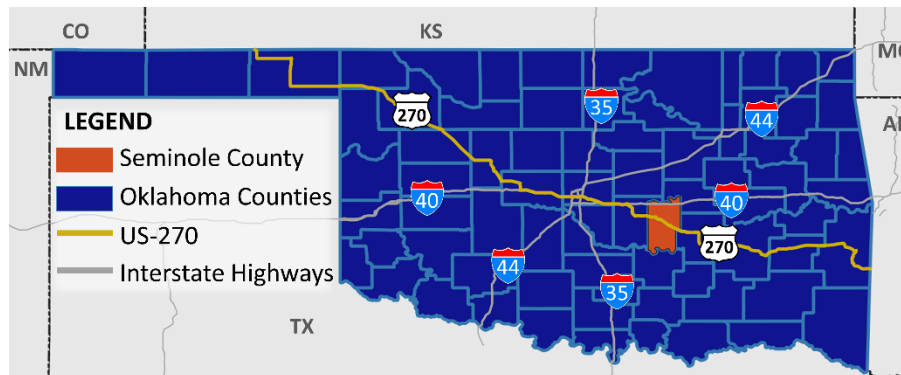 CO
KS
MO
NM
270
35
44
AR
LEGEND
Seminole County
Oklahoma Counties
US-270
Interstate Highways
40
40
270
44
35
TX